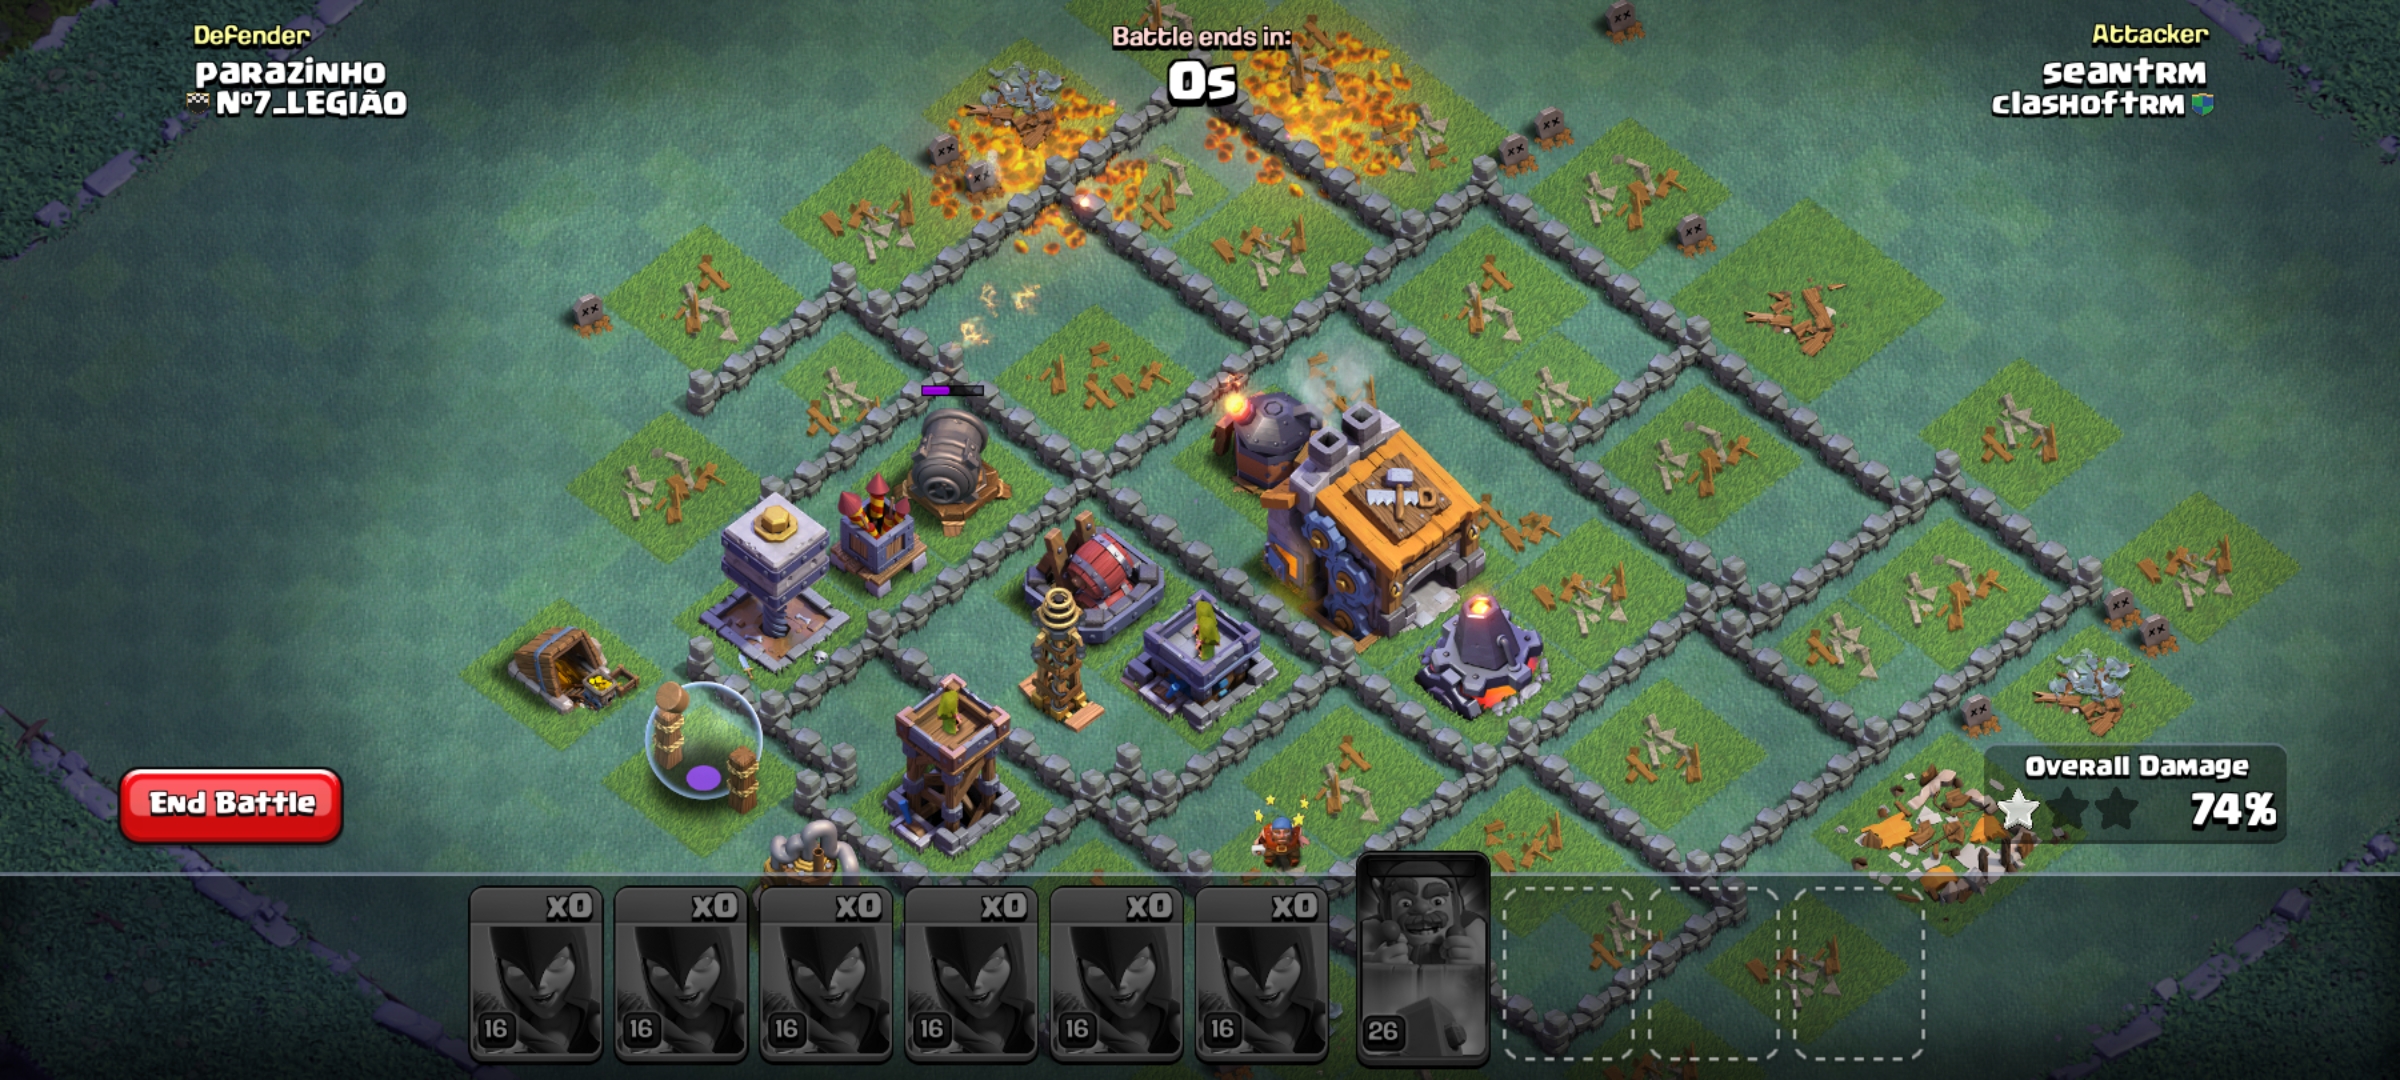 Defender
PARAZINHO
Nº7_LEGIÃO
Battle ends in:
0s
Attacker
seantRM
clashoftRM
End Battle
Overall Damage
74%
x0
x0
x0
x0
x0
x0
16
16
16
16
16
16
26